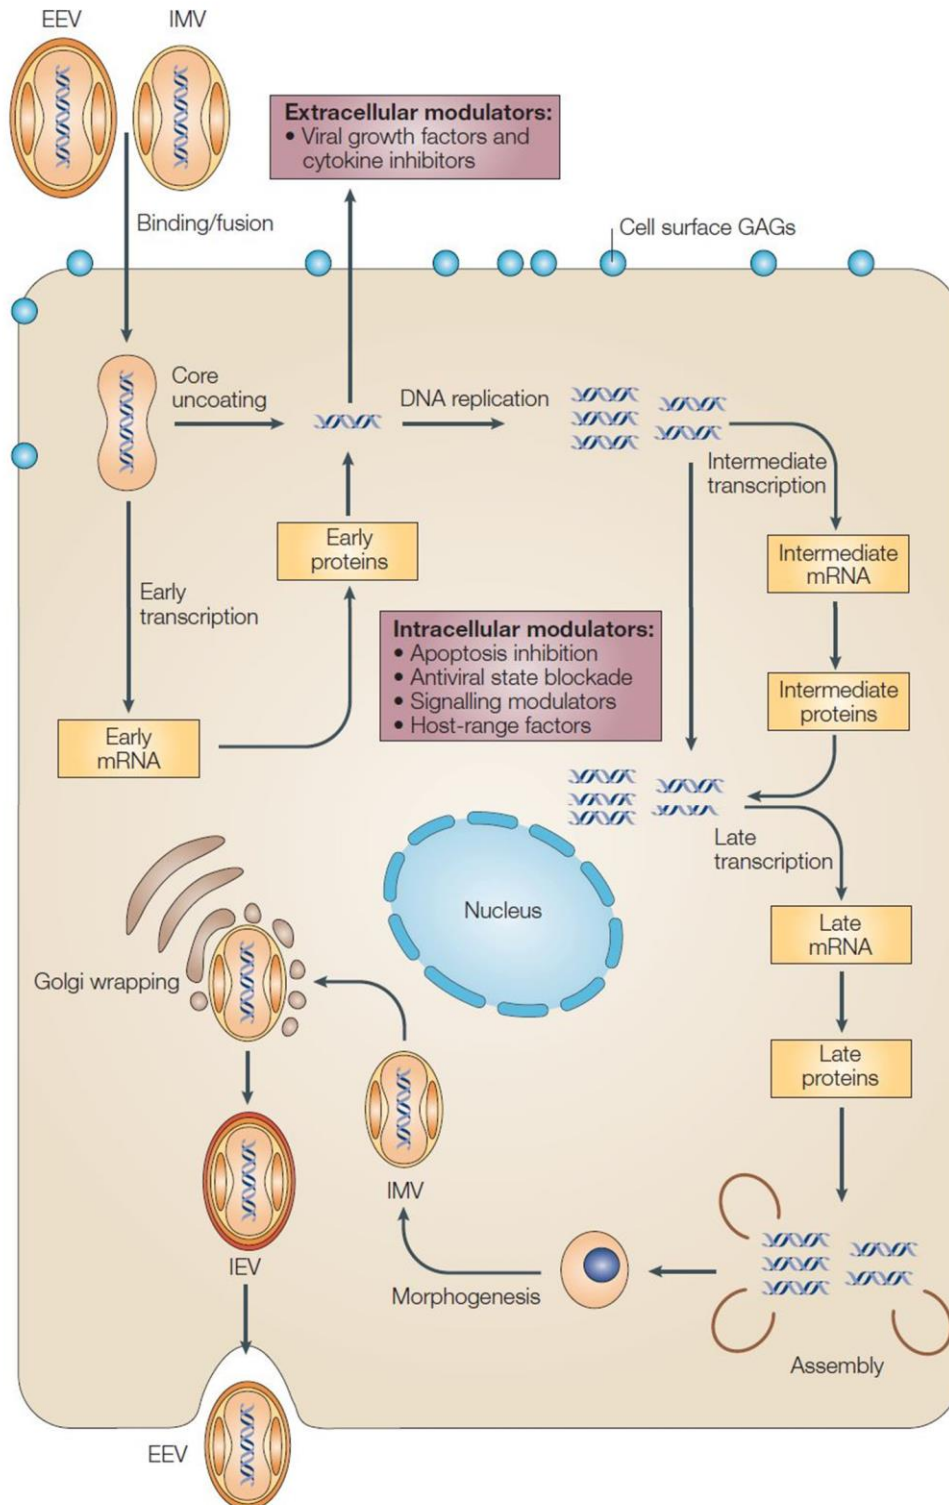 EEV
IMV
Extracellular modulators:
• Viral growth factors and
cytokine inhibitors
Binding/fusion
Cell surface GAGs
Core
uncoating
DNA replication
Intermediate
transcription
Early
proteins
Intermediate
mRNA
Early
transcription
Intracellular modulators:
• Apoptosis inhibition
• Antiviral state blockade
• Signalling modulators
• Host-range factors
Intermediate
proteins
Early
mRNA
Late
transcription
Nucleus
Late
mRNA
Golgi wrapping
Late
proteins
IMV
IEV
Morphogenesis
Assembly
EEV